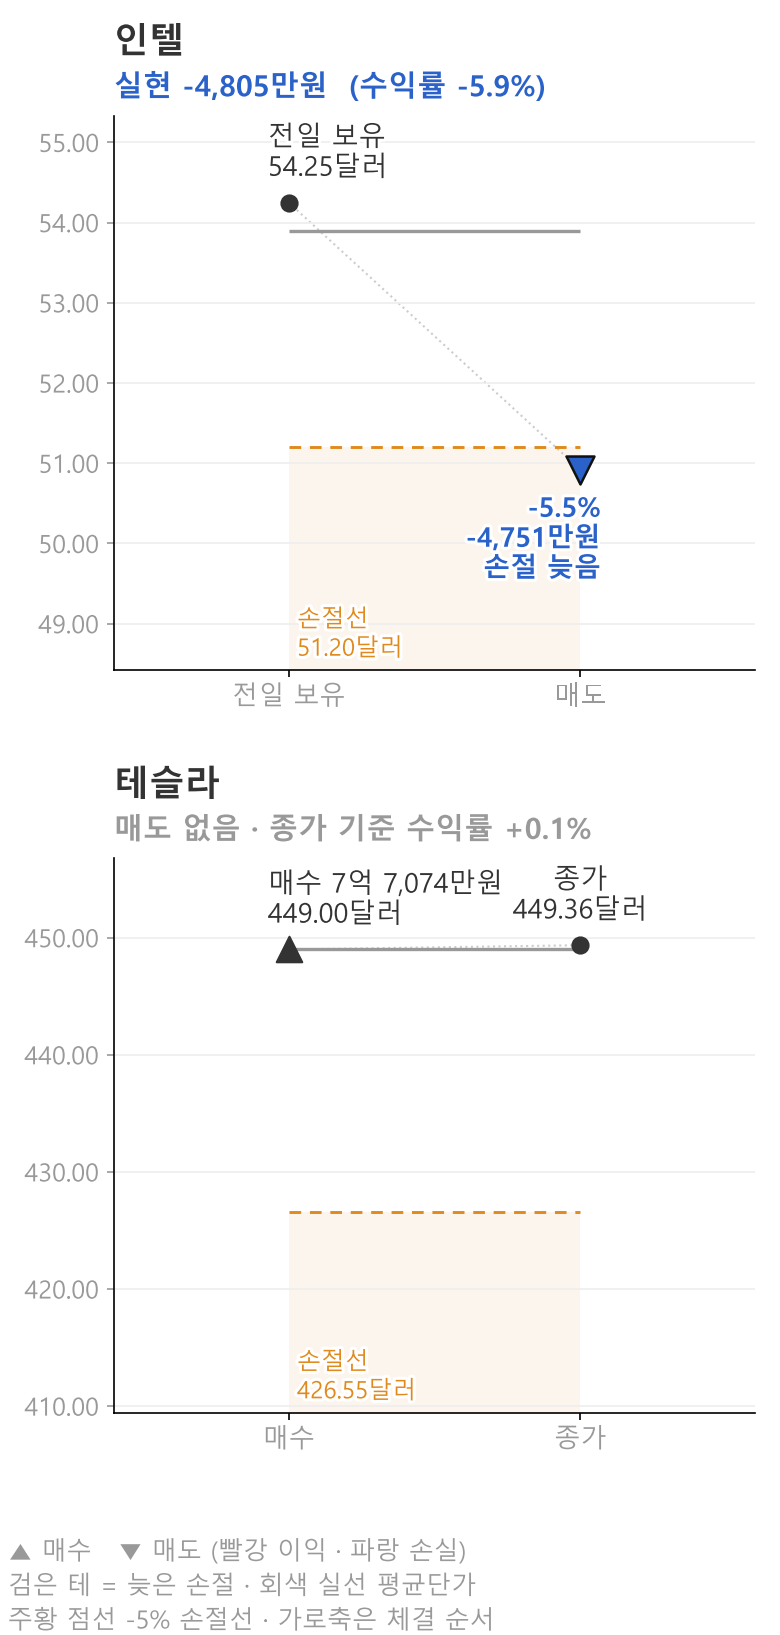 인텔
실현 -4,805만원 (수익률 -5.9%)
전일 보유
54.25달러
55.00
54.00
53.00
52.00
51.00
50.00
49.00
-5.5%
-4,751만원
손절 늦음
손절선
51.20달러
전일 보유 매도
테슬라
매도 없음 · 종가 기준 수익률 +0.1%
매수 7억 7,074만원
449.00달러
종가
449.36달러
450.00
440.00
430.00
420.00
410.00
손절선
426.55달러
매수 종가
▲ 매수 ▼ 매도 (빨강 이익 · 파랑 손실)
검은 테 = 늦은 손절 · 회색 실선 평균단가
주황 점선 -5% 손절선 · 가로축은 체결 순서